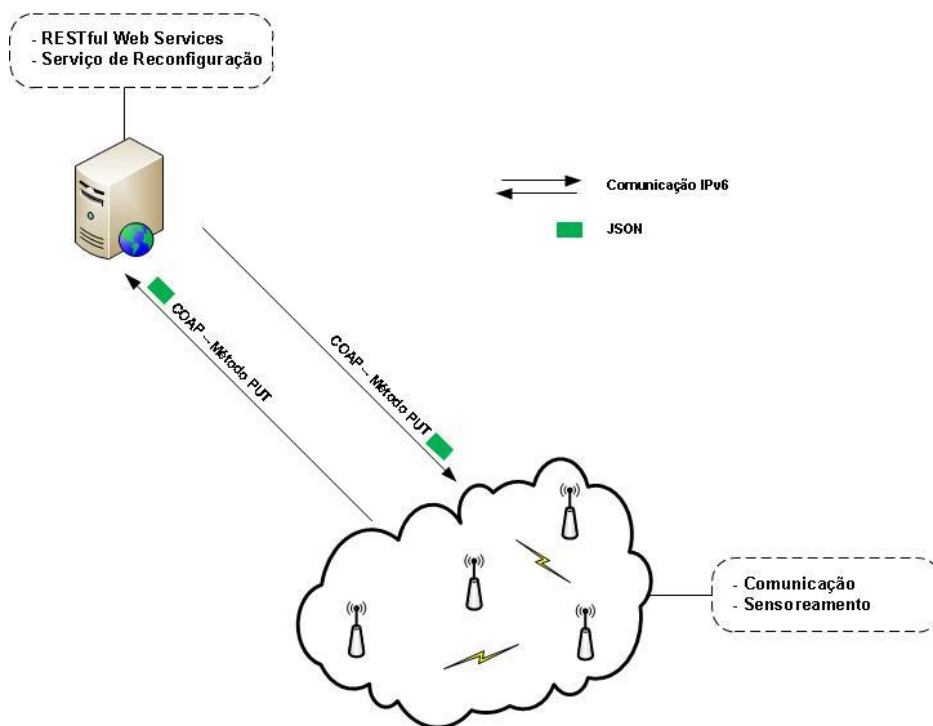 - RESTful Web Services
- Serviço de Reconfiguração
Comunicação IPv6
JSON
COAP – Método PUT
COAP – Método PUT
- Comunicação
- Sensoreamento